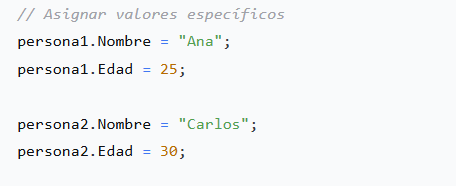 // Asignar valores específicos
persona1.Nombre = "Ana";
persona1.Edad = 25;
persona2.Nombre = "Carlos";
persona2.Edad = 30;